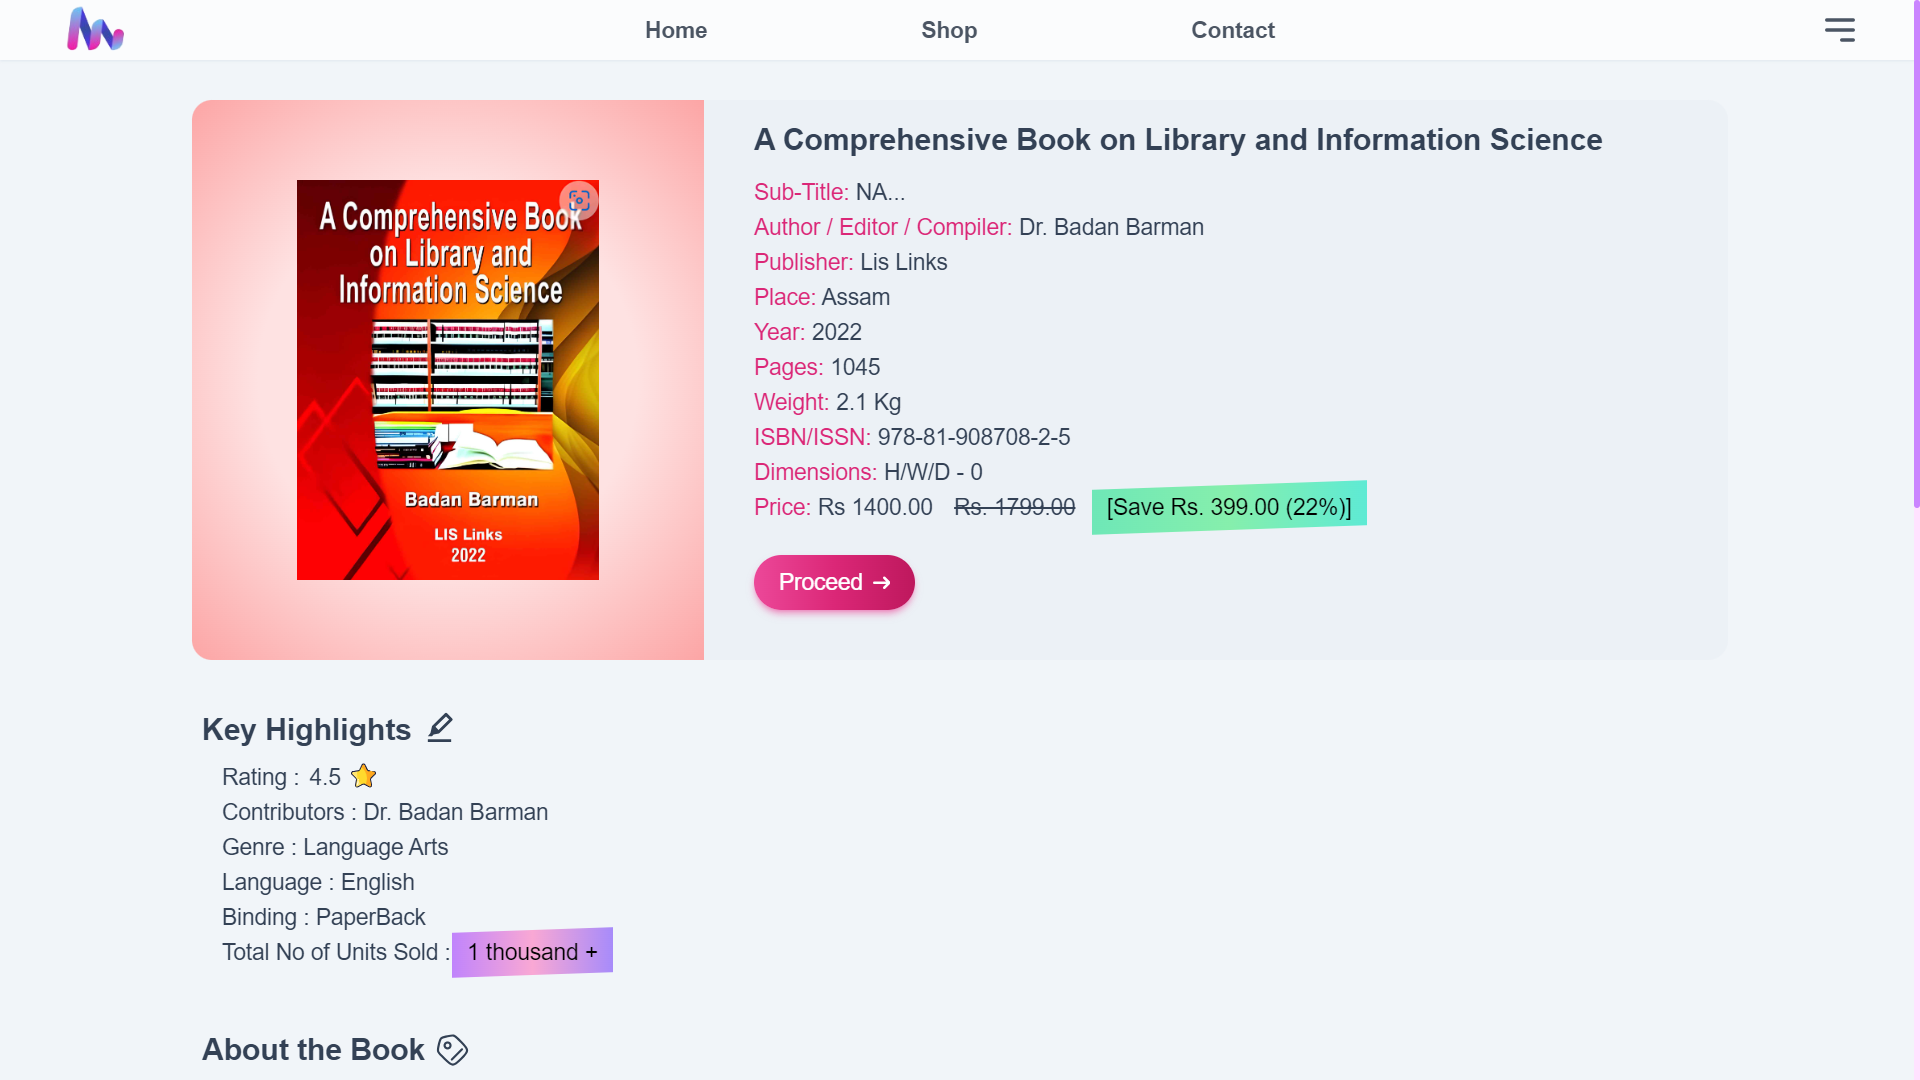 Home
Shop
Contact
A Comprehensive Book
on Library and
Information Science
Badan Barman
LIS Links
2022
A Comprehensive Book on Library and Information Science
Sub-Title: NA...
Author / Editor / Compiler: Dr. Badan Barman
Publisher: Lis Links
Place: Assam
Year: 2022
Pages: 1045
Weight: 2.1 Kg
ISBN/ISSN: 978-81-908708-2-5
Dimensions: H/W/D - 0
Price: Rs 1400.00 Rs. 1799.00 [Save Rs. 399.00 (22%)]
Proceed →
Key Highlights
Rating : 4.5
Contributors : Dr. Badan Barman
Genre : Language Arts
Language : English
Binding : PaperBack
Total No of Units Sold : 1 thousand +
About the Book